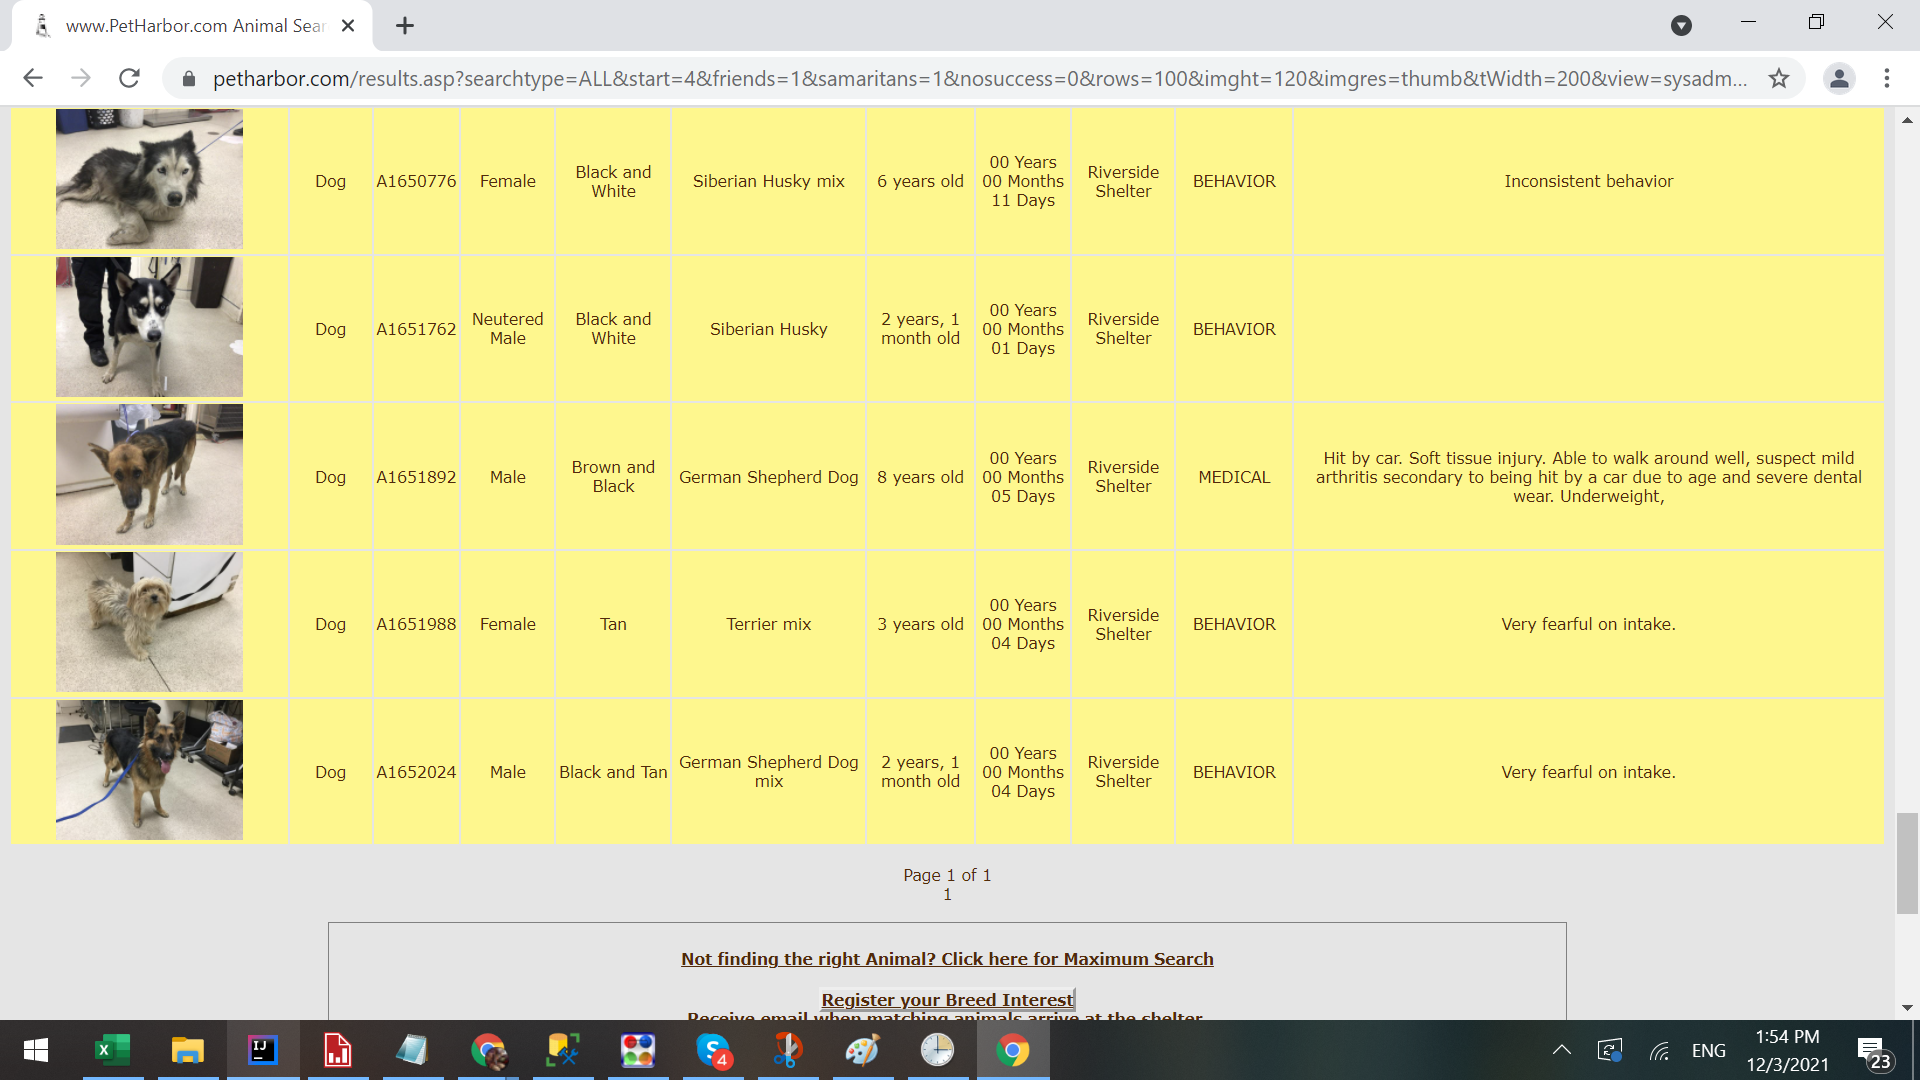 www.PetHarbor.com Animal Sear
petharbor.com/results.asp?searchtype=ALL&start=4&friends=1&samaritans=1&nosuccess=0&rows=100&imght=120&imgres=thumb&tWidth=200&view=sysadm...
Dog
A1650776
Female
Black and
White
Siberian Husky mix
6 years old
00 Years
00 Months
11 Days
Riverside
Shelter
BEHAVIOR
Inconsistent behavior
Dog
A1651762
Neutered
Male
Black and
White
Siberian Husky
2 years, 1
month old
00 Years
00 Months
01 Days
Riverside
Shelter
BEHAVIOR
Dog
A1651892
Male
Brown and
Black
German Shepherd Dog
8 years old
00 Years
00 Months
05 Days
Riverside
Shelter
MEDICAL
Hit by car. Soft tissue injury. Able to walk around well, suspect mild
arthritis secondary to being hit by a car due to age and severe dental
wear. Underweight,
Dog
A1651988
Female
Tan
Terrier mix
3 years old
00 Years
00 Months
04 Days
Riverside
Shelter
BEHAVIOR
Very fearful on intake.
Dog
A1652024
Male
Black and Tan
German Shepherd Dog
mix
2 years, 1
month old
00 Years
00 Months
04 Days
Riverside
Shelter
BEHAVIOR
Very fearful on intake.
Page 1 of 1
1
Not finding the right Animal? Click here for Maximum Search
Register your Breed Interest
Receive email when matching animals arrive at the shelter
X
IJ
S
4
ENG
1:54 PM
12/3/2021
23